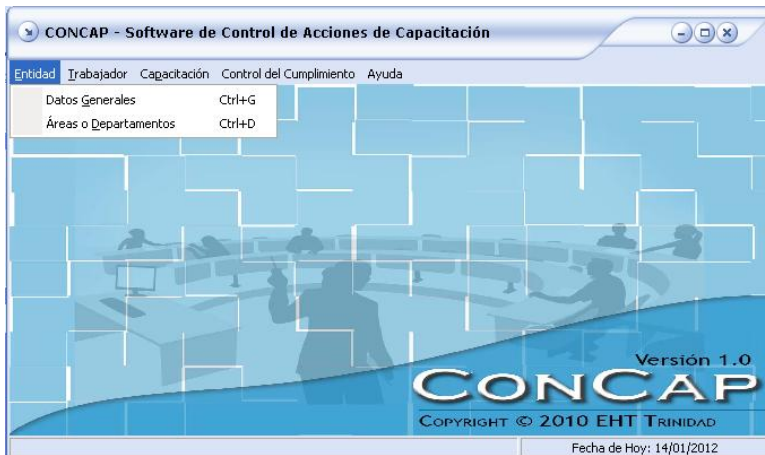 CONCAP - Software de Control de Acciones de Capacitación
Entidad Trabajador Capacitación Control del Cumplimiento Ayuda
Datos Generales Ctrl+G
Áreas o Departamentos Ctrl+D
Versión 1.0
CONCAP
COPYRIGHT © 2010 EHT TRINIDAD
Fecha de Hoy: 14/01/2012